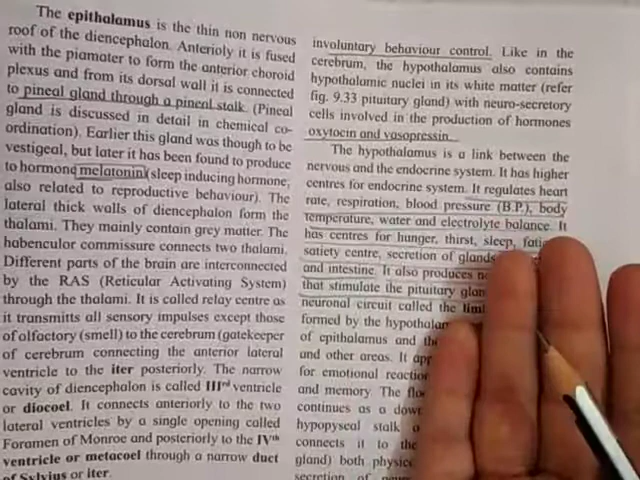 The epithalamus is the thin non nervous
roof of the diencephalon. Anterioly it is fused
with the piamater to form the anterior choroid
plexus and from its dorsal wall it is connected
to pineal gland through a pineal stalk. (Pineal
gland is discussed in detail in chemical co-
ordination). Earlier this gland was though to be
vestigeal, but later it has been found to produce
to hormone melatonin (sleep inducing hormone,
also related to reproductive behaviour). The
lateral thick walls of diencephalon form the
thalami. They mainly contain grey matter. The
habencular commissure connects two thalami.
Different parts of the brain are interconnected
by the RAS (Reticular Activating System)
through the thalami. It is called relay centre as
it transmitts all sensory impulses except those
of olfactory (smell) to the cerebrum (gatekeeper
of cerebrum connecting the anterior lateral
ventricle to the iter posteriorly. The narrow
cavity of diencephalon is called IIIrd ventricle
or diocoel. It connects anteriorly to the two
lateral ventricles by a single opening called
Foramen of Monroe and posteriorly to the IVth
ventricle or metacoel through a narrow duct
of Sylvius or iter.
involuntary behaviour control. Like in the
cerebrum, the hypothalamus also contains
hypothalmic nuclei in its white matter (refer
fig. 9.33 pituitary gland) with neuro-secretory
cells involved in the production of hormones
oxytocin and vasopressin.
The hypothalamus is a link between the
nervous and the endocrine system. It has higher
centres for endocrine system. It regulates heart
rate, respiration, blood pressure (B.P.), body
temperature, water and electrolyte balance. It
has centres for hunger, thirst, sleep,
satiety centre, secretion of glands
and intestine. It also produces
that stimulate the pituitary
neuronal circuit called the
formed by the
of epithalamus and
and other areas. It
for emotional
and memory. The
continues as a
hypopyseal stalk
connects it to the
gland) both
secretion of